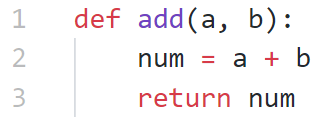 1 def add(a, b):
2     num = a + b
3     return num